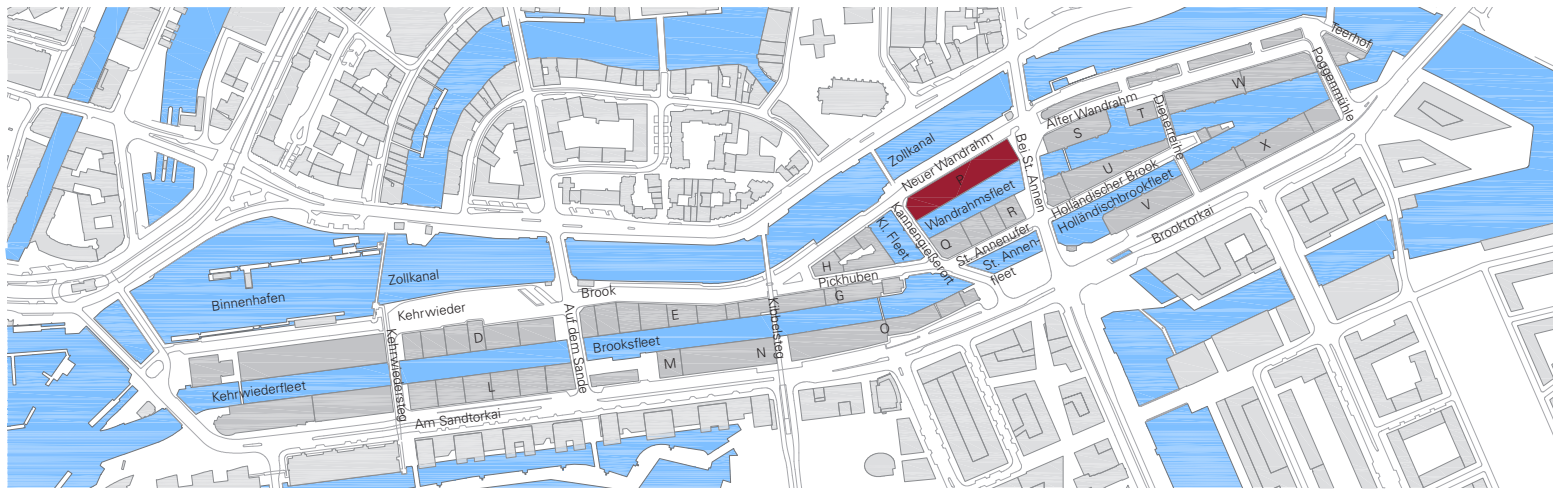 Teerhof
Poggenmühle
W
Dienerreihe
Alter Wandrahm
T
S
Zollkanal
Neuer Wandrahm
Bei St. Annen
X
U
P
Holländischer Brook
Holländischbrookfleet
V
Wandrahmsfleet
Kannengießerort
Kl. Fleet
R
Q
St. Annenufer
St. Annen-
fleet
Brooktorkai
H
Pickhuben
G
Zollkanal
Binnenhafen
Brook
Kehrwieder
E
Kibbelsteg
O
Auf dem Sande
D
Brooksfleet
Kehrwiedersteg
M
N
Kehrwiederfleet
L
Am Sandtorkai